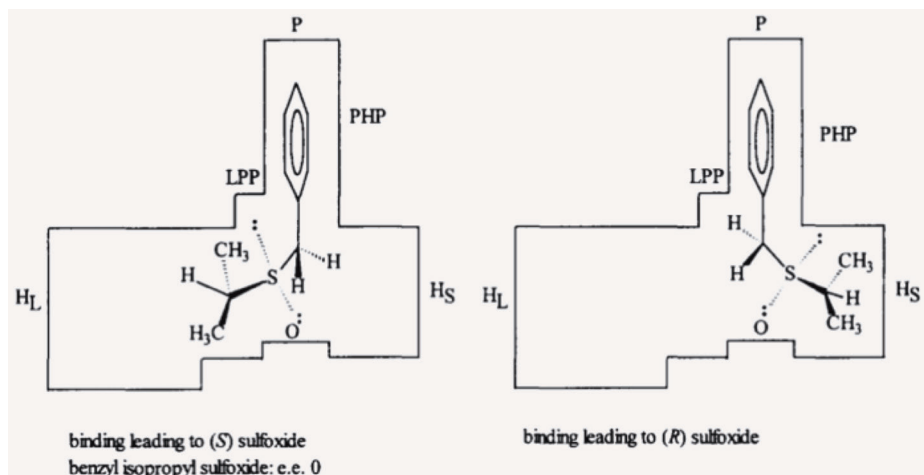 P
PHP
LPP
CH3
H
H
S
H
HL
HS
H3C
O
binding leading to (S) sulfoxide
benzyl isopropyl sulfoxide: e.e. 0
P
PHP
LPP
H
CH3
H
S
H
HL
HS
O
CH3
binding leading to (R) sulfoxide